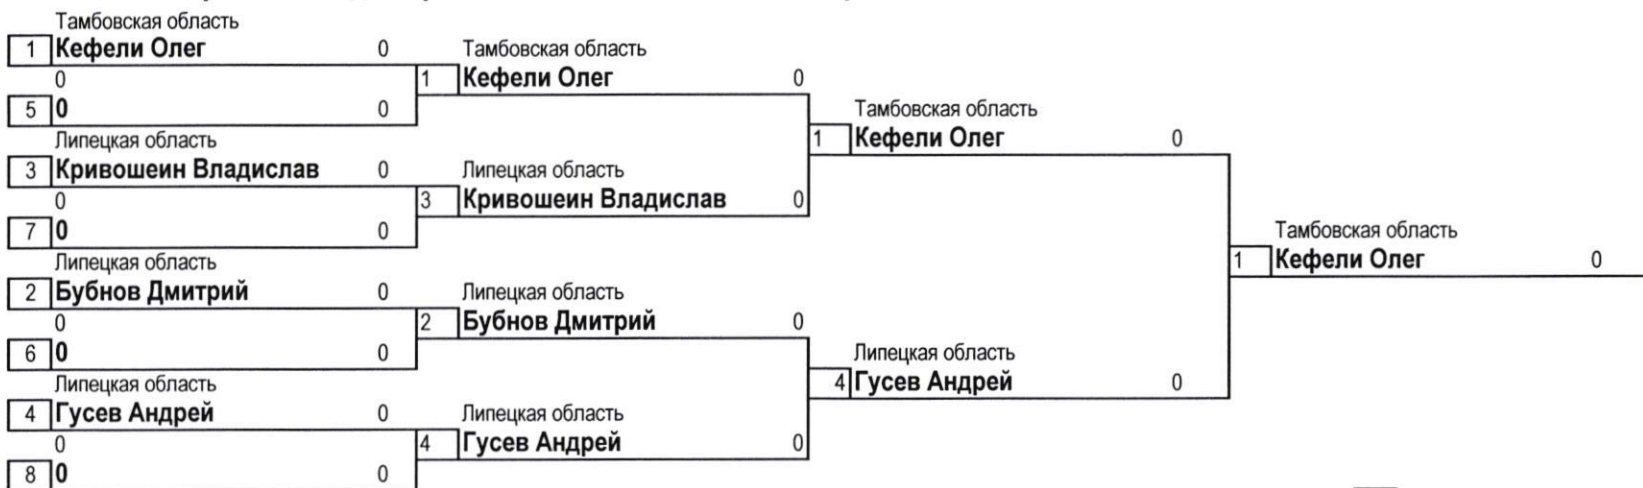 Тамбовская область
1 Кефели Олег 0
0
5 0 0
Липецкая область
3 Кривошеин Владислав 0
0
7 0 0
Липецкая область
2 Бубнов Дмитрий 0
0
6 0 0
Липецкая область
4 Гусев Андрей 0
0
8 0 0
Тамбовская область
1 Кефели Олег 0
Липецкая область
3 Кривошеин Владислав 0
Липецкая область
2 Бубнов Дмитрий 0
Липецкая область
4 Гусев Андрей 0
Тамбовская область
1 Кефели Олег 0
Липецкая область
4 Гусев Андрей 0
Тамбовская область
1 Кефели Олег 0